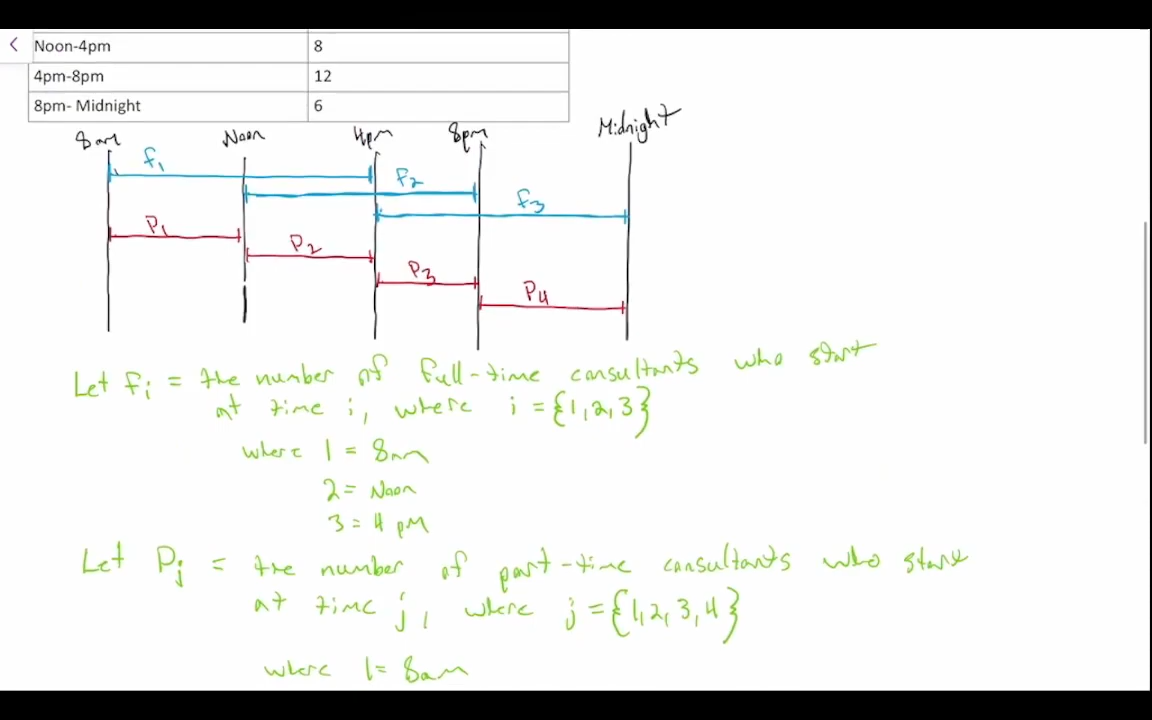 Noon-4pm 8
4pm-8pm 12
8pm- Midnight 6
8am Noon 4pm 8pm Midnight
f1 f2 f3
P1 P2 P3 P4
Let fi = the number of full-time consultants who start
at time i, where i = {1,2,3}
where 1 = 8am
2 = Noon
3 = 4 pm
Let Pj = the number of part-time consultants who start
at time j, where j = {1,2,3,4}
where 1= 8am